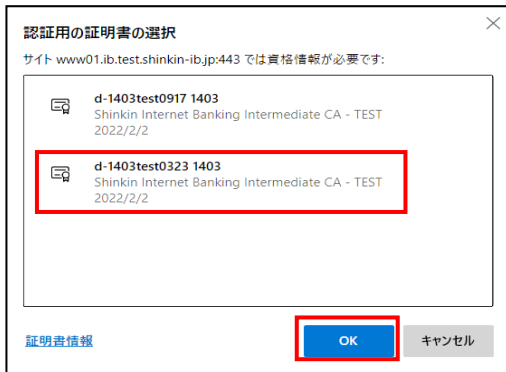 認証用の証明書の選択
サイト www01.ib.test.shinkin-ib.jp:443 では資格情報が必要です:
d-1403test0917 1403
Shinkin Internet Banking Intermediate CA - TEST
2022/2/2
d-1403test0323 1403
Shinkin Internet Banking Intermediate CA - TEST
2022/2/2
証明書情報
OK
キャンセル